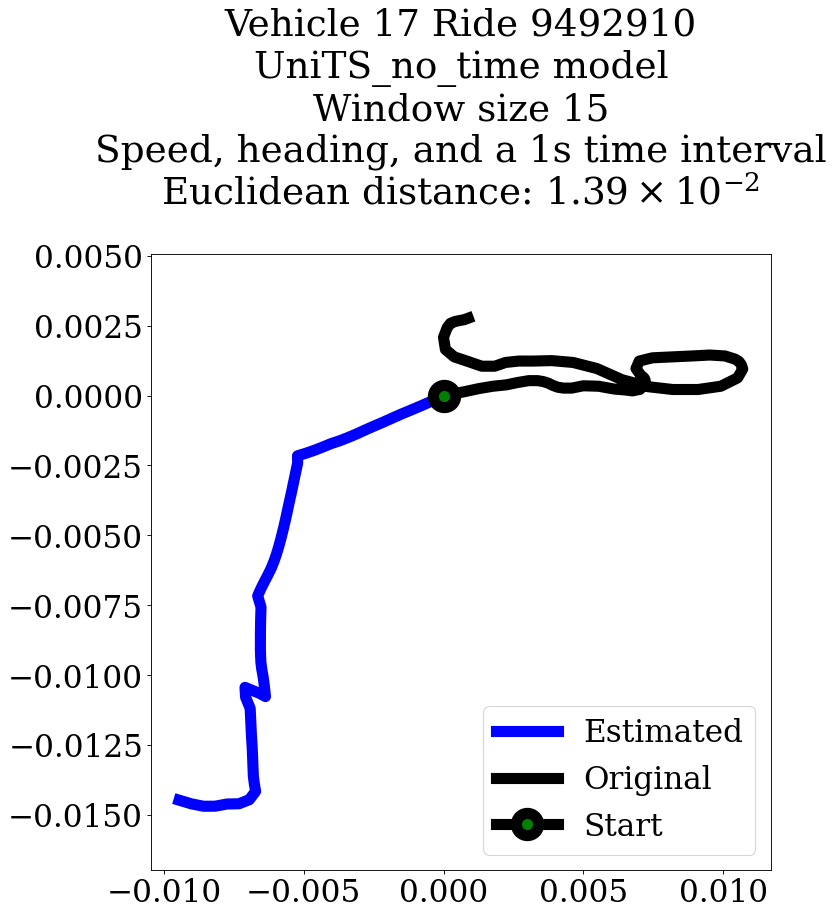 Vehicle 17 Ride 9492910
UniTS_no_time model
Window size 15
Speed, heading, and a 1s time interval
Euclidean distance: 1.39 × 10⁻²
0.0050
0.0025
0.0000
−0.0025
−0.0050
−0.0075
−0.0100
−0.0125
−0.0150
Estimated
Original
Start
−0.010 −0.005 0.000 0.005 0.010